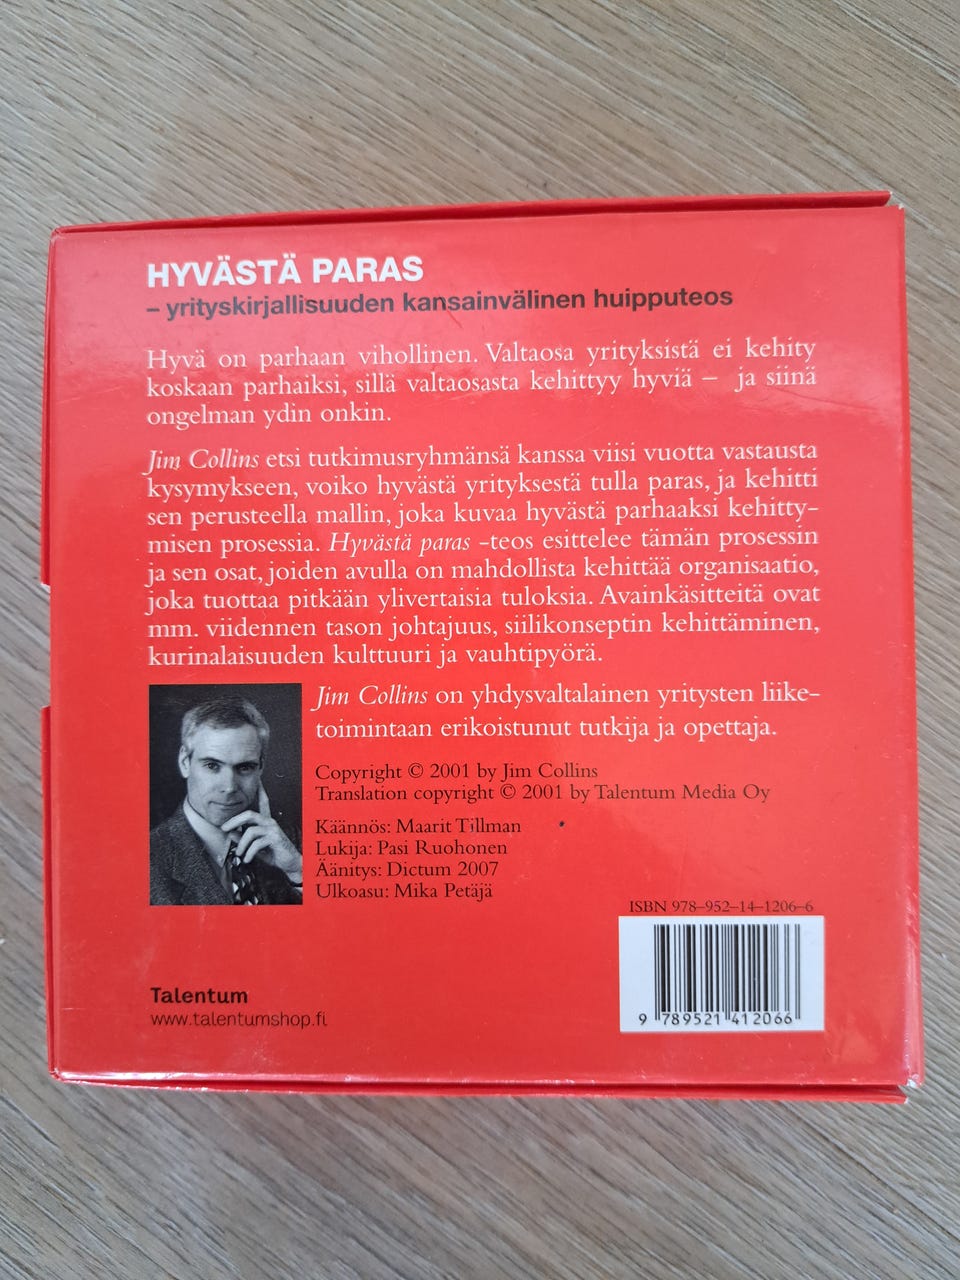 HYVÄSTÄ PARAS
– yrityskirjallisuuden kansainvälinen huipputeos
Hyvä on parhaan vihollinen. Valtaosa yrityksistä ei kehity
koskaan parhaiksi, sillä valtaosasta kehittyy hyviä – ja siinä
ongelman ydin onkin.
Jim Collins etsi tutkimusryhmänsä kanssa viisi vuotta vastausta
kysymykseen, voiko hyvästä yrityksestä tulla paras, ja kehitti
sen perusteella mallin, joka kuvaa hyvästä parhaaksi kehitty-
misen prosessia. Hyvästä paras -teos esittelee tämän prosessin
ja sen osat, joiden avulla on mahdollista kehittää organisaatio,
joka tuottaa pitkään ylivertaisia tuloksia. Avainkäsitteitä ovat
mm. viidennen tason johtajuus, siilikonseptin kehittäminen,
kurinalaisuuden kulttuuri ja vauhtipyörä.
Jim Collins on yhdysvaltalainen yritysten liike-
toimintaan erikoistunut tutkija ja opettaja.
Copyright © 2001 by Jim Collins
Translation copyright © 2001 by Talentum Media Oy
Käännös: Maarit Tillman
Lukija: Pasi Ruohonen
Äänitys: Dictum 2007
Ulkoasu: Mika Petäjä
ISBN 978–952–14–1206–6
9 789521 412066
Talentum
www.talentumshop.fi